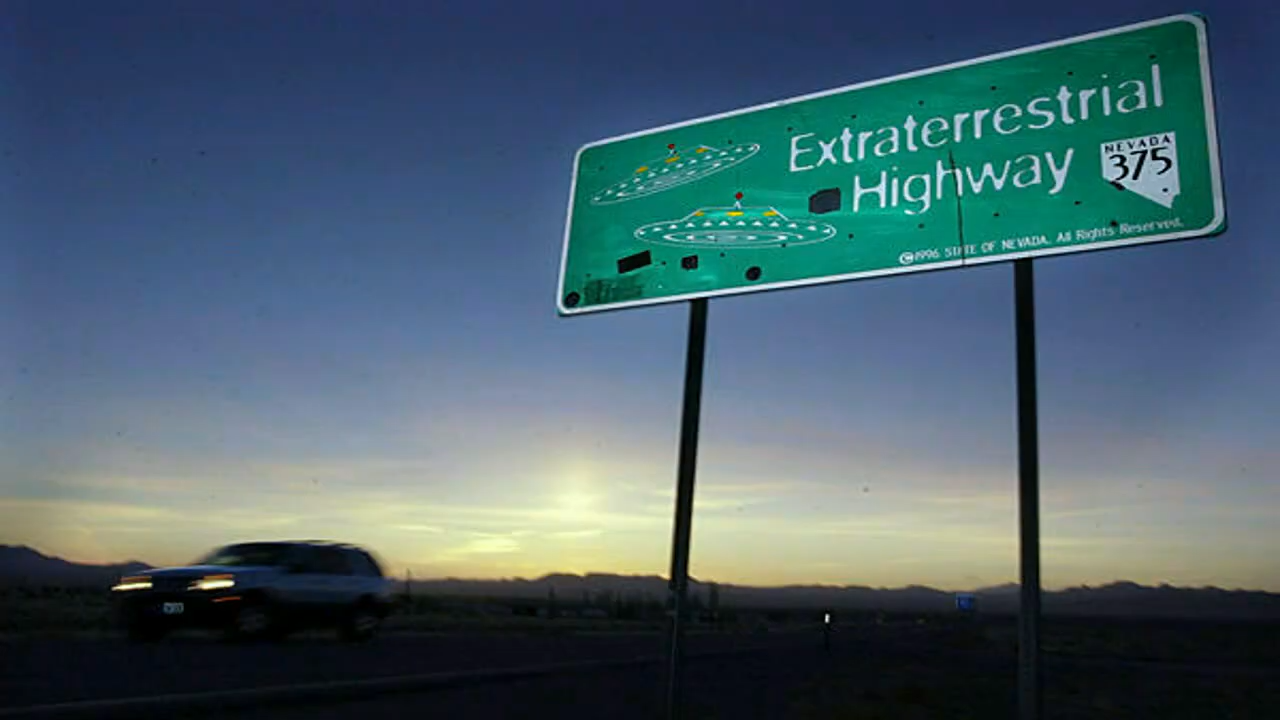 Extraterrestrial
Highway
NEVADA
375
©1996 STATE OF NEVADA. All Rights Reserved.